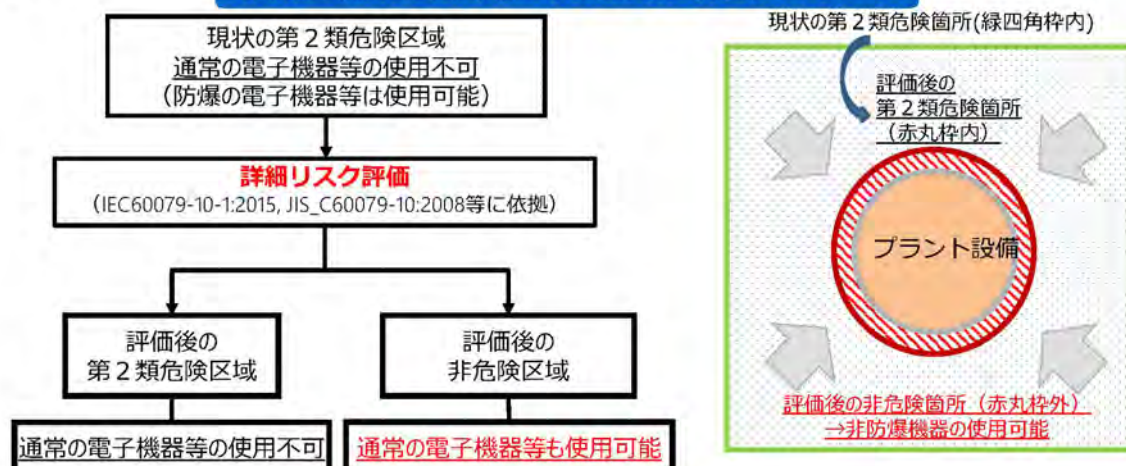 現状の第２類危険区域
通常の電子機器等の使用不可
（防爆の電子機器等は使用可能）
詳細リスク評価
（IEC60079-10-1:2015, JIS_C60079-10:2008等に依拠）
評価後の
第２類危険区域
評価後の
非危険区域
通常の電子機器等の使用不可
通常の電子機器等も使用可能
現状の第２類危険箇所(緑四角枠内)
評価後の
第２類危険箇所
（赤丸枠内）
プラント設備
評価後の非危険箇所（赤丸枠外）
→非防爆機器の使用可能